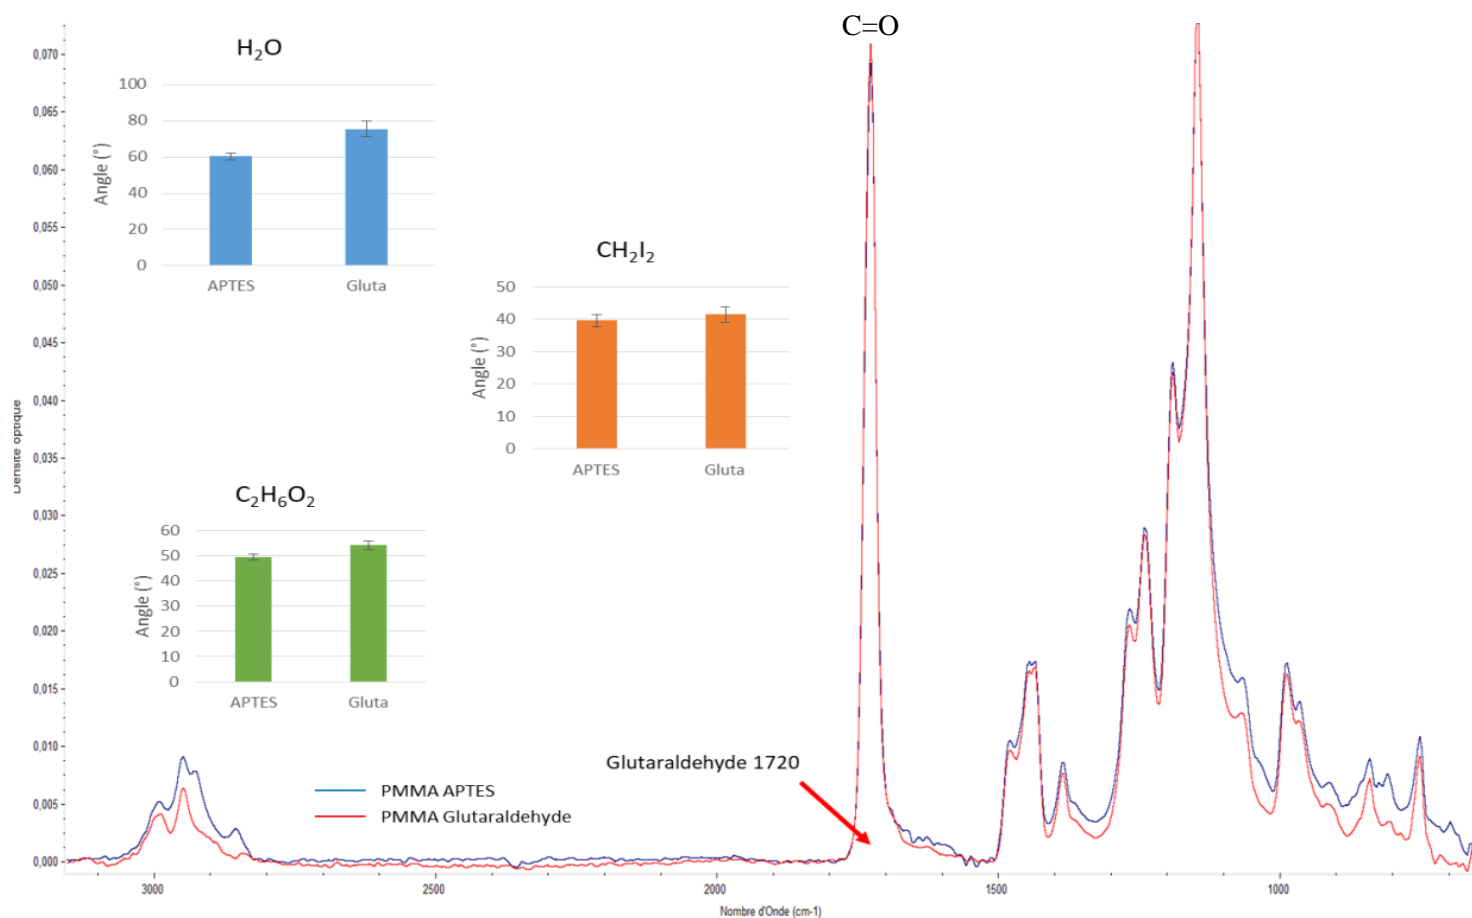 C=O
H₂O
100
80
60
40
20
0
Angle (°)
APTES Gluta
CH₂I₂
50
40
30
20
10
0
Angle (°)
APTES Gluta
C₂H₆O₂
60
50
40
30
20
10
0
Angle (°)
APTES Gluta
Glutaraldehyde 1720
PMMA APTES
PMMA Glutaraldehyde
0,070
0,065
0,060
0,055
0,050
0,045
0,040
0,035
0,030
0,025
0,020
0,015
0,010
0,005
0,000
Densité optique
3000 2500 2000 1500 1000
Nombre d'Onde (cm-1)